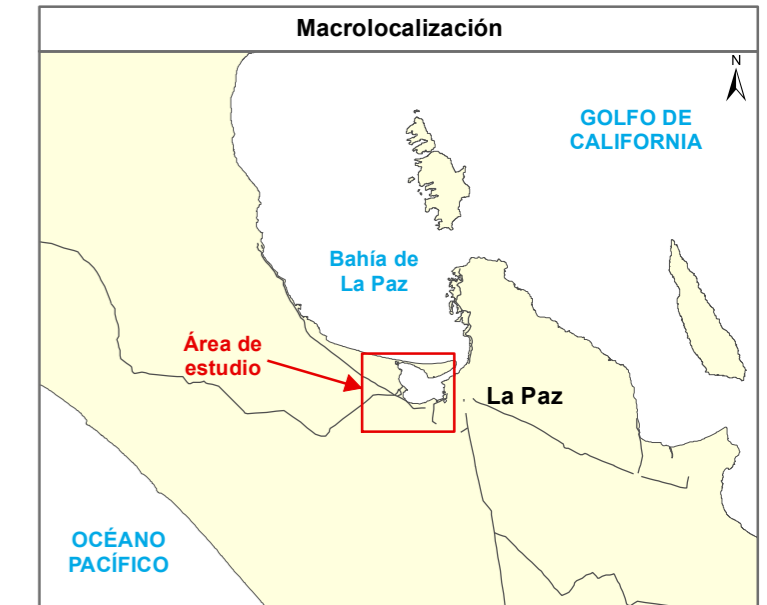 Macrolocalización
N
GOLFO DE
CALIFORNIA
Bahía de
La Paz
Área de
estudio
La Paz
OCÉANO
PACÍFICO